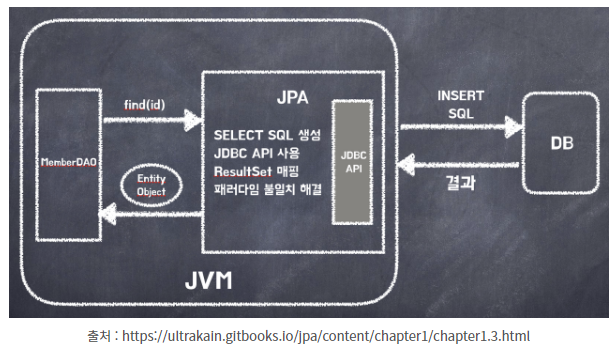 JPA
find(id)
SELECT SQL 생성
JDBC API 사용
ResultSet 매핑
패러다임 불일치 해결
JDBC
API
MemberDAO
Entity
Object
INSERT
SQL
결과
DB
JVM
출처 : https://ultrakain.gitbooks.io/jpa/content/chapter1/chapter1.3.html